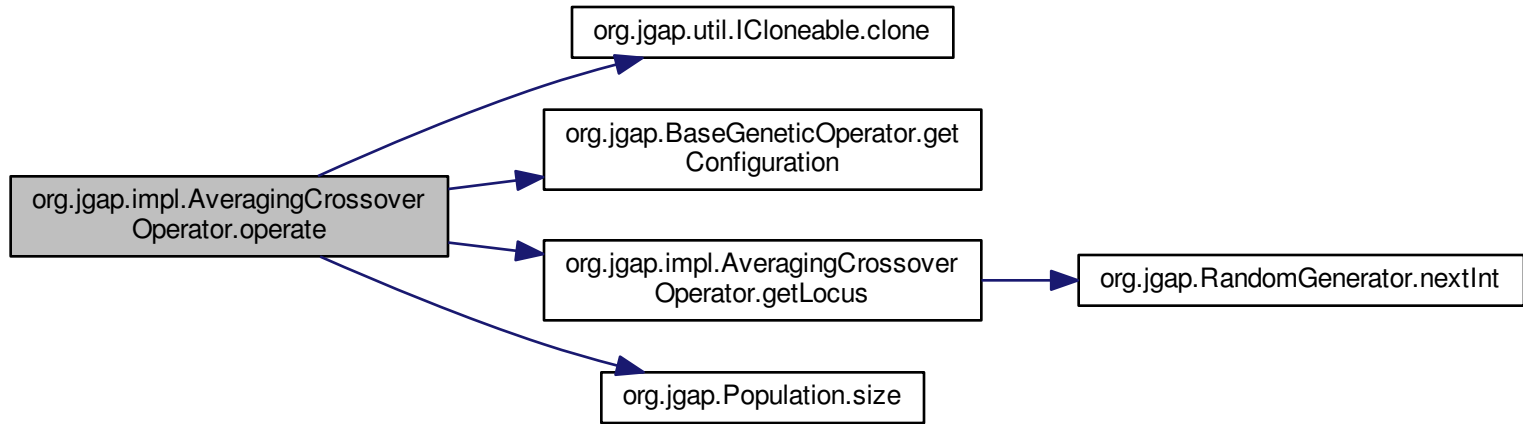 org.jgap.impl.AveragingCrossover
Operator.operate
org.jgap.util.ICloneable.clone
org.jgap.BaseGeneticOperator.get
Configuration
org.jgap.impl.AveragingCrossover
Operator.getLocus
org.jgap.RandomGenerator.nextInt
org.jgap.Population.size